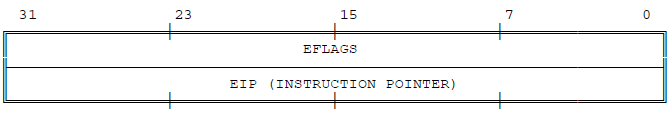 31 23 15 7 0
EFLAGS
EIP (INSTRUCTION POINTER)